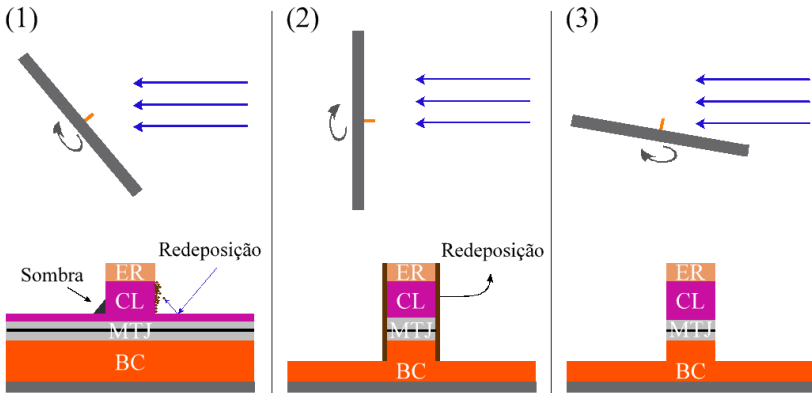 (1)
Sombra
Redeposição
ER
CL
MTJ
BC
(2)
Redeposição
ER
CL
MTJ
BC
(3)
ER
CL
MTJ
BC